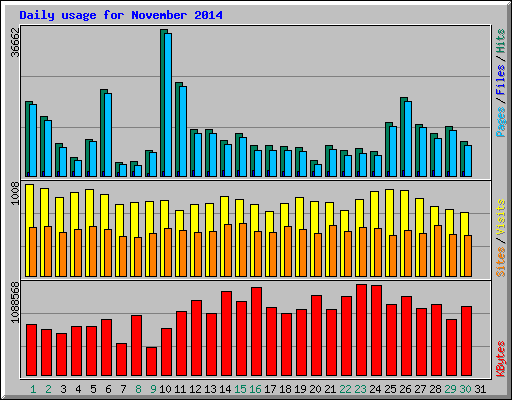 Daily usage for November 2014
36662
Pages / Files / Hits
1008
Sites / Visits
1088568
KBytes
1 2 3 4 5 6 7 8 9 10 11 12 13 14 15 16 17 18 19 20 21 22 23 24 25 26 27 28 29 30 31